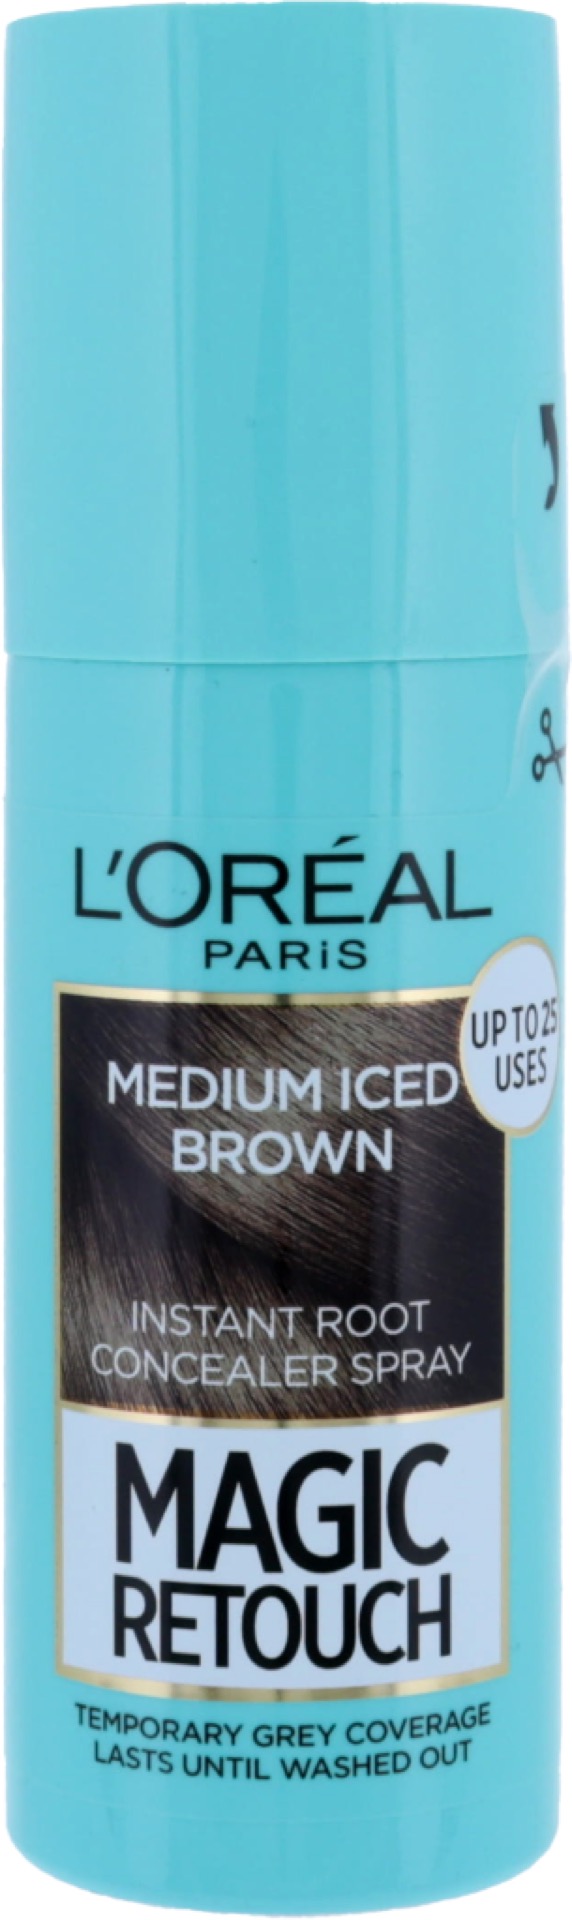 L'ORÉAL
PARiS
UP TO 25
USES
MEDIUM ICED
BROWN
INSTANT ROOT
CONCEALER SPRAY
MAGIC
RETOUCH
TEMPORARY GREY COVERAGE
LASTS UNTIL WASHED OUT